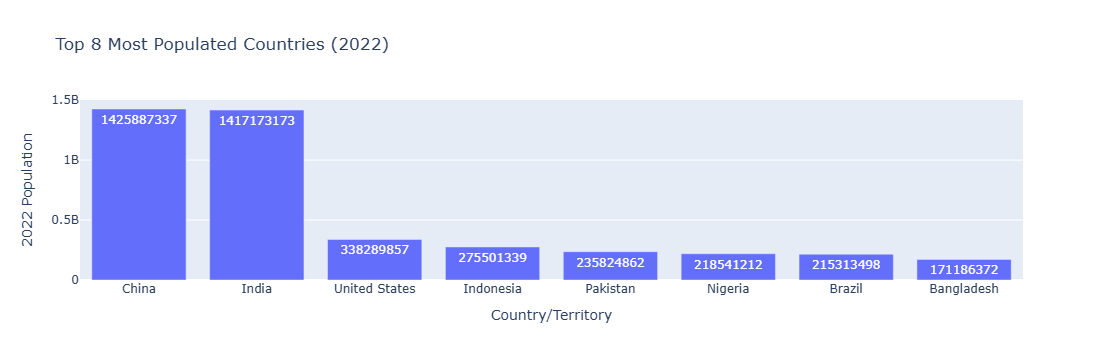 Top 8 Most Populated Countries (2022)
2022 Population
1.5B
1B
0.5B
0
1425887337
1417173173
338289857
275501339
235824862
218541212
215313498
171186372
China
India
United States
Indonesia
Pakistan
Nigeria
Brazil
Bangladesh
Country/Territory